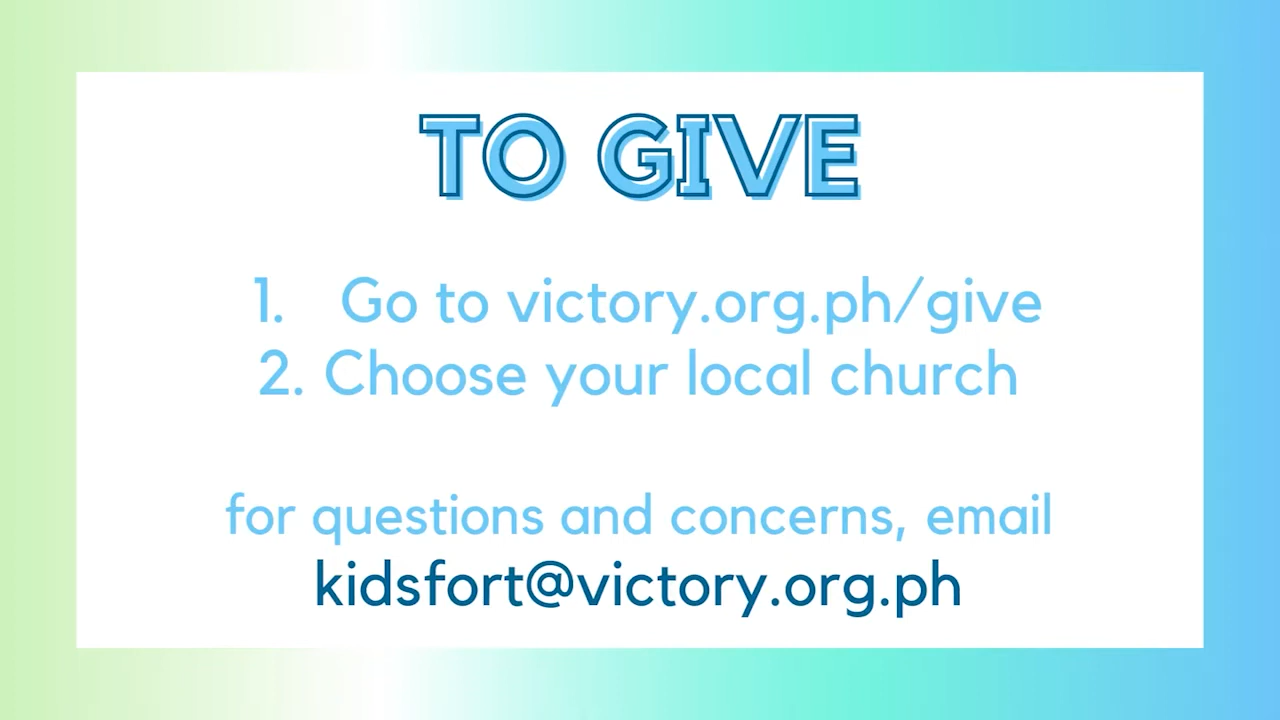 TO GIVE
1. Go to victory.org.ph/give
2. Choose your local church
for questions and concerns, email
kidsfort@victory.org.ph